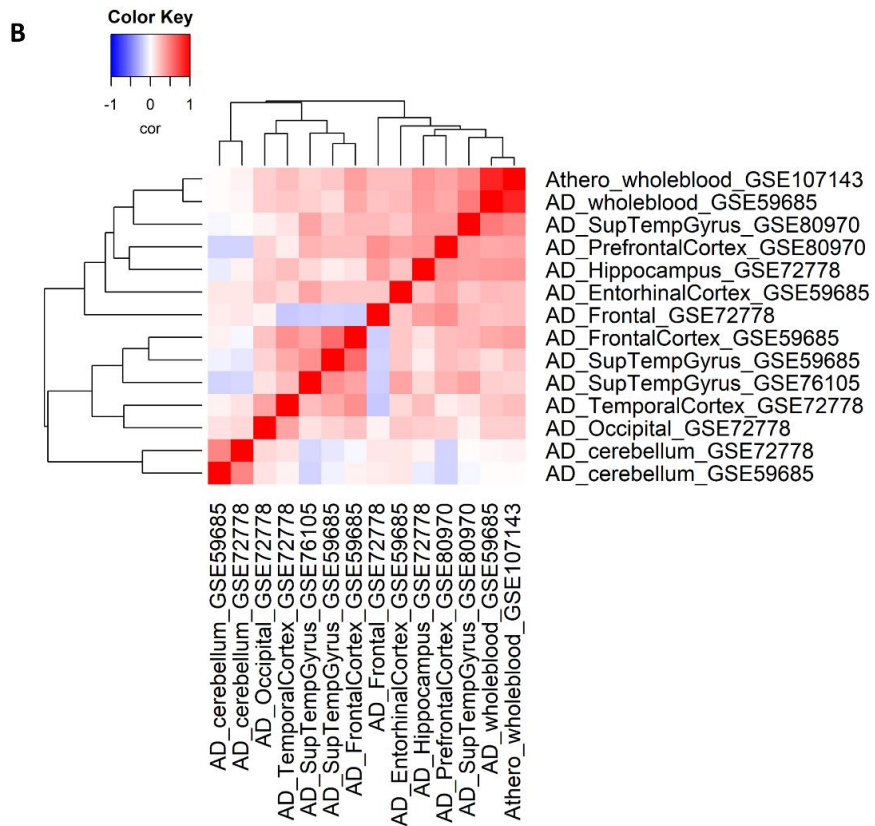 B
Color Key
-1 0 1
cor
Athero_wholeblood_GSE107143
AD_wholeblood_GSE59685
AD_SupTempGyrus_GSE80970
AD_PrefrontalCortex_GSE80970
AD_Hippocampus_GSE72778
AD_EntorhinalCortex_GSE59685
AD_Frontal_GSE72778
AD_FrontalCortex_GSE59685
AD_SupTempGyrus_GSE59685
AD_SupTempGyrus_GSE76105
AD_TemporalCortex_GSE72778
AD_Occipital_GSE72778
AD_cerebellum_GSE72778
AD_cerebellum_GSE59685
AD_cerebellum_GSE59685
AD_cerebellum_GSE72778
AD_Occipital_GSE72778
AD_TemporalCortex_GSE72778
AD_SupTempGyrus_GSE76105
AD_SupTempGyrus_GSE59685
AD_FrontalCortex_GSE59685
AD_Frontal_GSE72778
AD_EntorhinalCortex_GSE59685
AD_Hippocampus_GSE72778
AD_PrefrontalCortex_GSE80970
AD_SupTempGyrus_GSE80970
AD_wholeblood_GSE59685
Athero_wholeblood_GSE107143